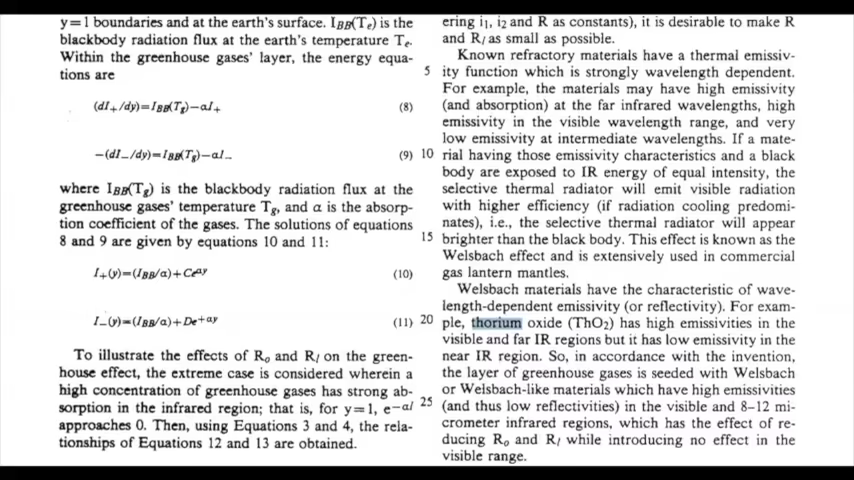 y=1 boundaries and at the earth's surface. I_BB(T_e) is the
blackbody radiation flux at the earth's temperature T_e.
Within the greenhouse gases' layer, the energy equa-
tions are
(dI_+/dy)=I_BB(T_g)-αI_+ (8)
-(dI_-/dy)=I_BB(T_g)-αI_- (9)
where I_BB(T_g) is the blackbody radiation flux at the
greenhouse gases' temperature T_g, and α is the absorp-
tion coefficient of the gases. The solutions of equations
8 and 9 are given by equations 10 and 11:
I_+(y)=(I_BB/α)+Ce^-αy (10)
I_-(y)=(I_BB/α)+De^+αy (11)
To illustrate the effects of R_o and R_l on the green-
house effect, the extreme case is considered wherein a
high concentration of greenhouse gases has strong ab-
sorption in the infrared region; that is, for y=1, e^-αl
approaches 0. Then, using Equations 3 and 4, the rela-
tionships of Equations 12 and 13 are obtained.
5
10
15
20
25
ering i1, i2 and R as constants), it is desirable to make R
and R_l as small as possible.
Known refractory materials have a thermal emissiv-
ity function which is strongly wavelength dependent.
For example, the materials may have high emissivity
(and absorption) at the far infrared wavelengths, high
emissivity in the visible wavelength range, and very
low emissivity at intermediate wavelengths. If a mate-
rial having those emissivity characteristics and a black
body are exposed to IR energy of equal intensity, the
selective thermal radiator will emit visible radiation
with higher efficiency (if radiation cooling predomi-
nates), i.e., the selective thermal radiator will appear
brighter than the black body. This effect is known as the
Welsbach effect and is extensively used in commercial
gas lantern mantles.
Welsbach materials have the characteristic of wave-
length-dependent emissivity (or reflectivity). For exam-
ple, thorium oxide (ThO2) has high emissivities in the
visible and far IR regions but it has low emissivity in the
near IR region. So, in accordance with the invention,
the layer of greenhouse gases is seeded with Welsbach
or Welsbach-like materials which have high emissivities
(and thus low reflectivities) in the visible and 8-12 mi-
crometer infrared regions, which has the effect of re-
ducing R_o and R_l while introducing no effect in the
visible range.